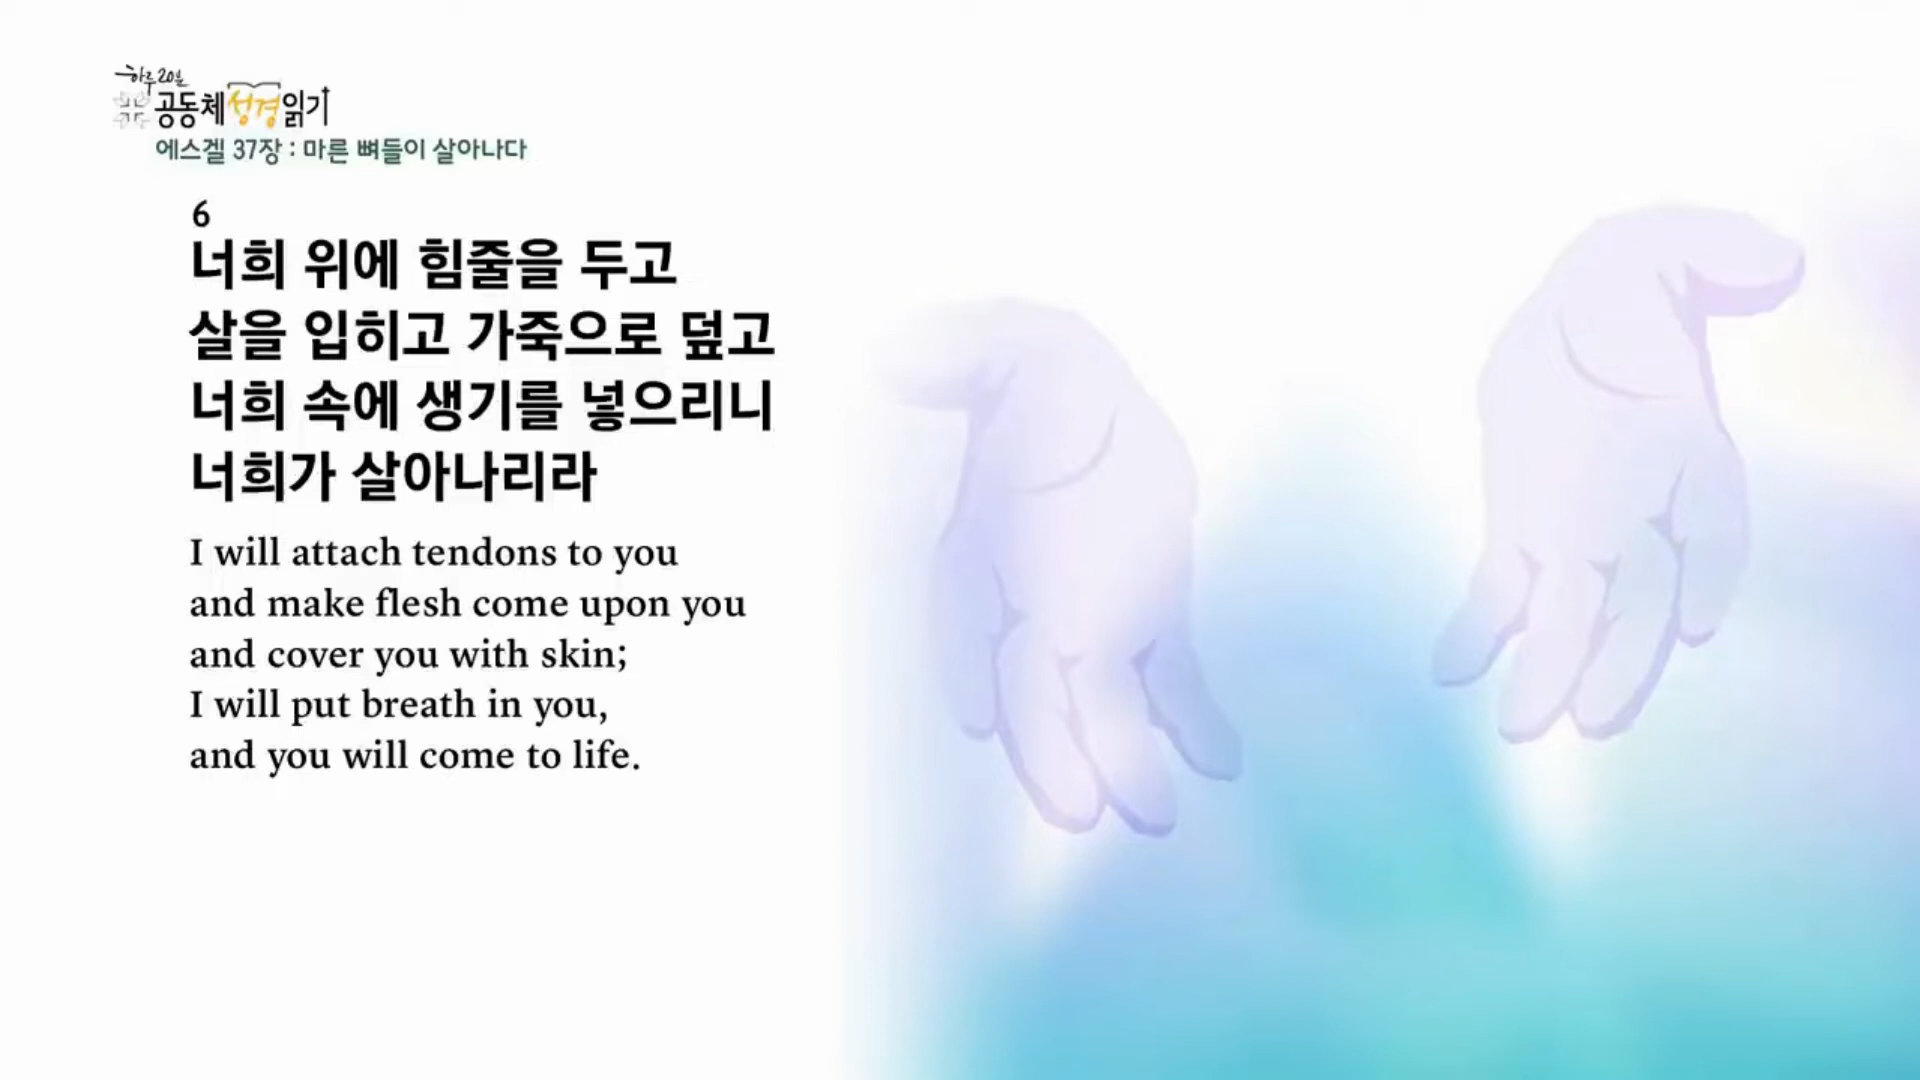 하루20분
공동체성경읽기
에스겔 37장 : 마른 뼈들이 살아나다
6
너희 위에 힘줄을 두고
살을 입히고 가죽으로 덮고
너희 속에 생기를 넣으리니
너희가 살아나리라
I will attach tendons to you
and make flesh come upon you
and cover you with skin;
I will put breath in you,
and you will come to life.